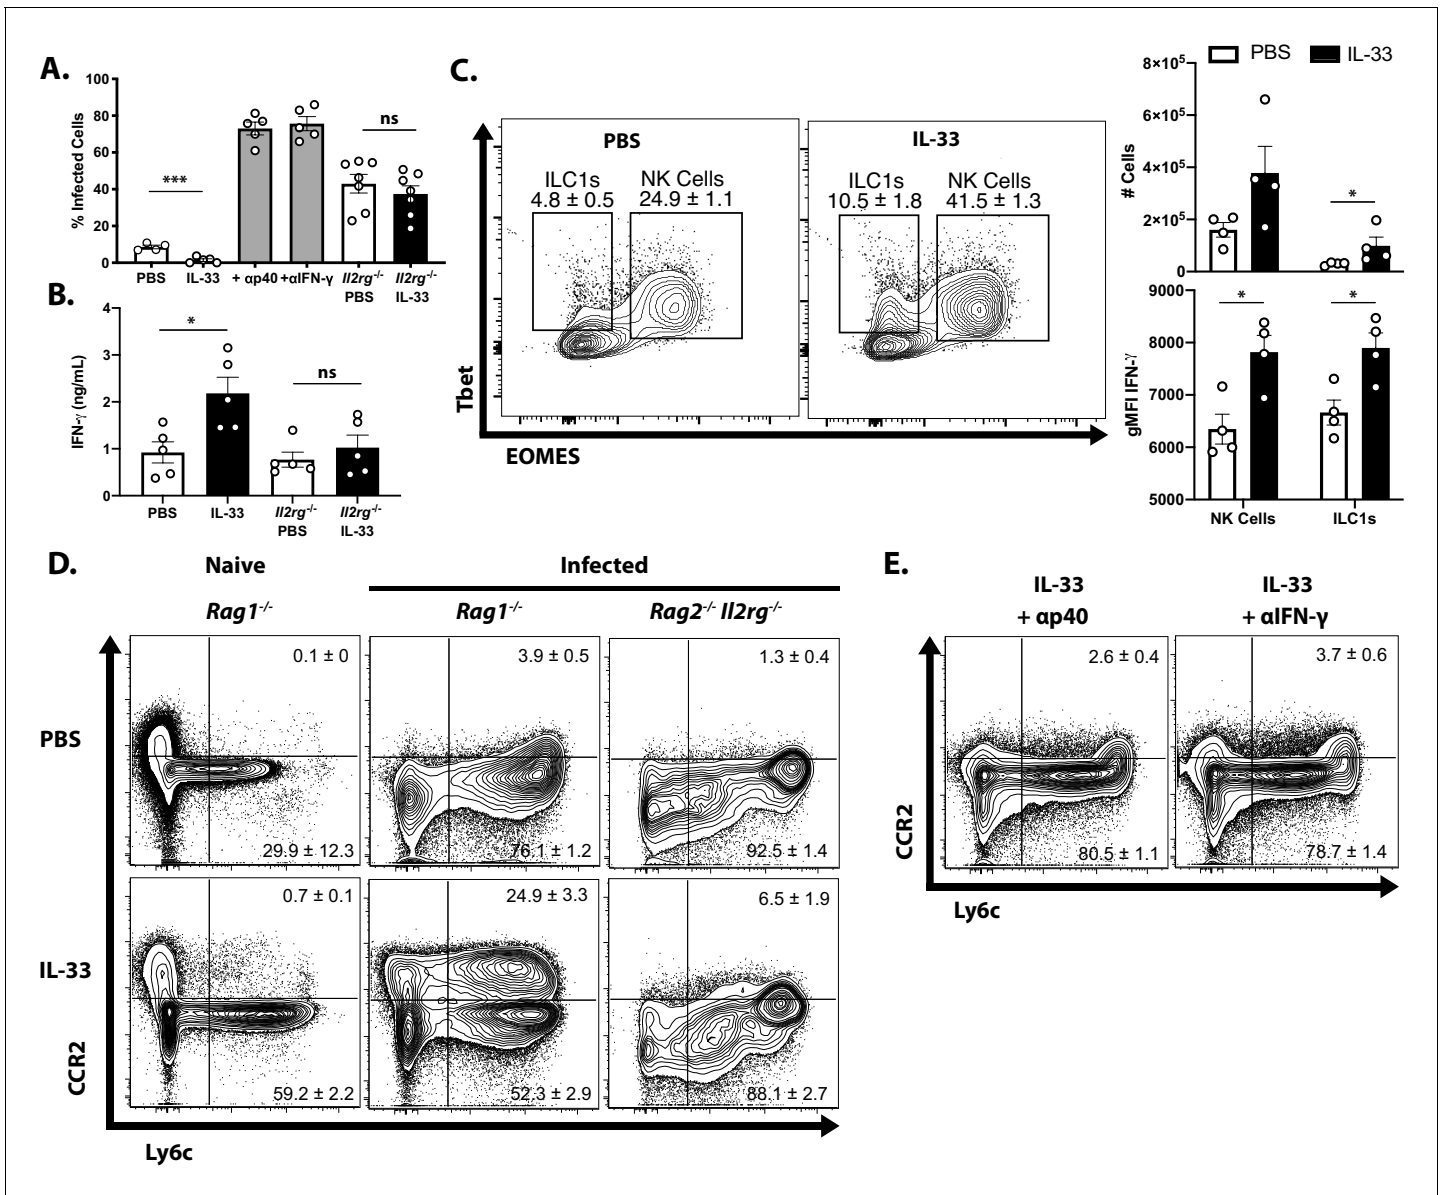 A.
% Infected Cells
100
80
60
40
20
0
***
ns
PBS
IL-33
+ αp40
+αIFN-γ
Il2rg-/-
PBS
Il2rg-/-
IL-33
B.
IFN-γ (ng/mL)
4
3
2
1
0
*
ns
PBS
IL-33
Il2rg-/-
PBS
Il2rg-/-
IL-33
C.
PBS
ILC1s
4.8 ± 0.5
NK Cells
24.9 ± 1.1
IL-33
ILC1s
10.5 ± 1.8
NK Cells
41.5 ± 1.3
Tbet
EOMES
PBS
IL-33
# Cells
8×10⁵
6×10⁵
4×10⁵
2×10⁵
0
*
gMFI IFN-γ
9000
8000
7000
6000
5000
*
*
NK Cells
ILC1s
D.
Naive
Infected
Rag1-/-
Rag1-/-
Rag2-/- Il2rg-/-
PBS
0.1 ± 0
29.9 ± 12.3
3.9 ± 0.5
76.1 ± 1.2
1.3 ± 0.4
92.5 ± 1.4
IL-33
0.7 ± 0.1
59.2 ± 2.2
24.9 ± 3.3
52.3 ± 2.9
6.5 ± 1.9
88.1 ± 2.7
CCR2
Ly6c
E.
IL-33
+ αp40
IL-33
+ αIFN-γ
2.6 ± 0.4
80.5 ± 1.1
3.7 ± 0.6
78.7 ± 1.4
CCR2
Ly6c